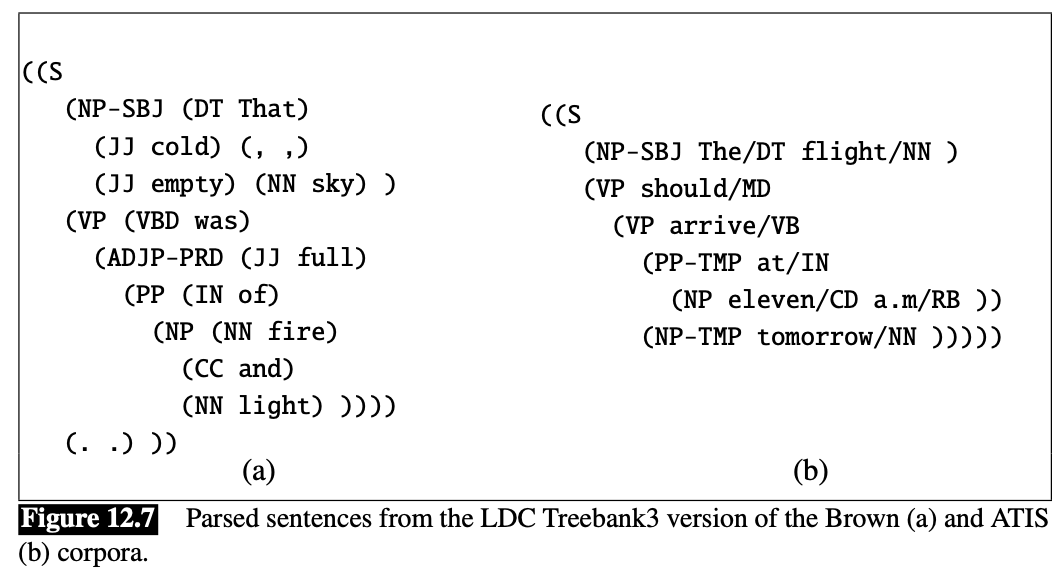 ((S
(NP-SBJ (DT That)
(JJ cold) (, ,)
(JJ empty) (NN sky) )
(VP (VBD was)
(ADJP-PRD (JJ full)
(PP (IN of)
(NP (NN fire)
(CC and)
(NN light) ))))
(. .) ))
(a)
((S
(NP-SBJ The/DT flight/NN )
(VP should/MD
(VP arrive/VB
(PP-TMP at/IN
(NP eleven/CD a.m/RB ))
(NP-TMP tomorrow/NN )))))
(b)
Figure 12.7 Parsed sentences from the LDC Treebank3 version of the Brown (a) and ATIS
(b) corpora.